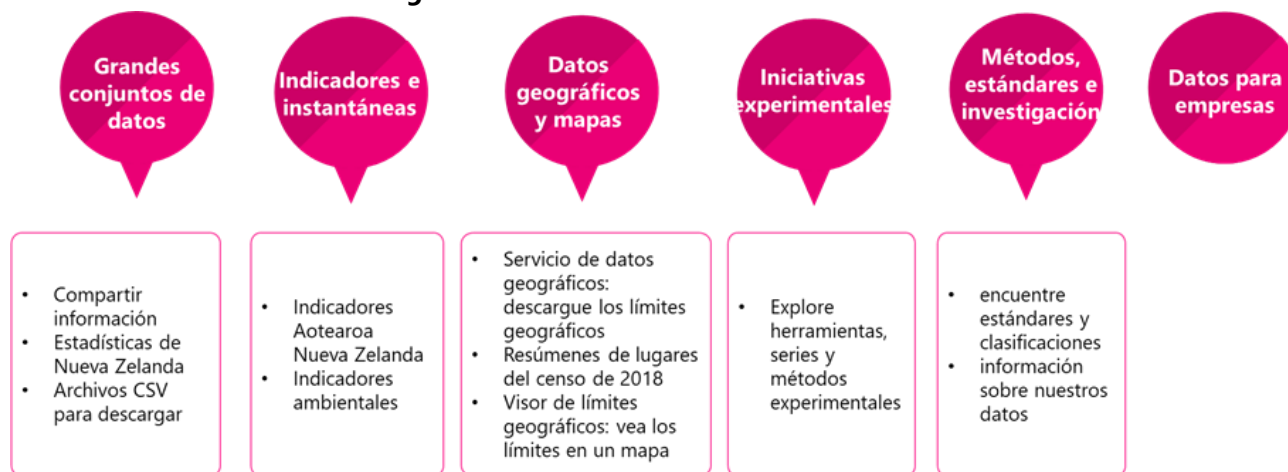 Grandes
conjuntos de
datos
Indicadores e
instantáneas
Datos
geográficos
y mapas
Iniciativas
experimentales
Métodos,
estándares e
investigación
Datos para
empresas
• Compartir
información
• Estadísticas de
Nueva Zelanda
• Archivos CSV
para descargar
• Indicadores
Aotearoa
Nueva Zelanda
• Indicadores
ambientales
• Servicio de datos
geográficos:
descargue los límites
geográficos
• Resúmenes de lugares
del censo de 2018
• Visor de límites
geográficos: vea los
límites en un mapa
• Explore
herramientas,
series y
métodos
experimentales
• encuentre
estándares y
clasificaciones
• información
sobre nuestros
datos